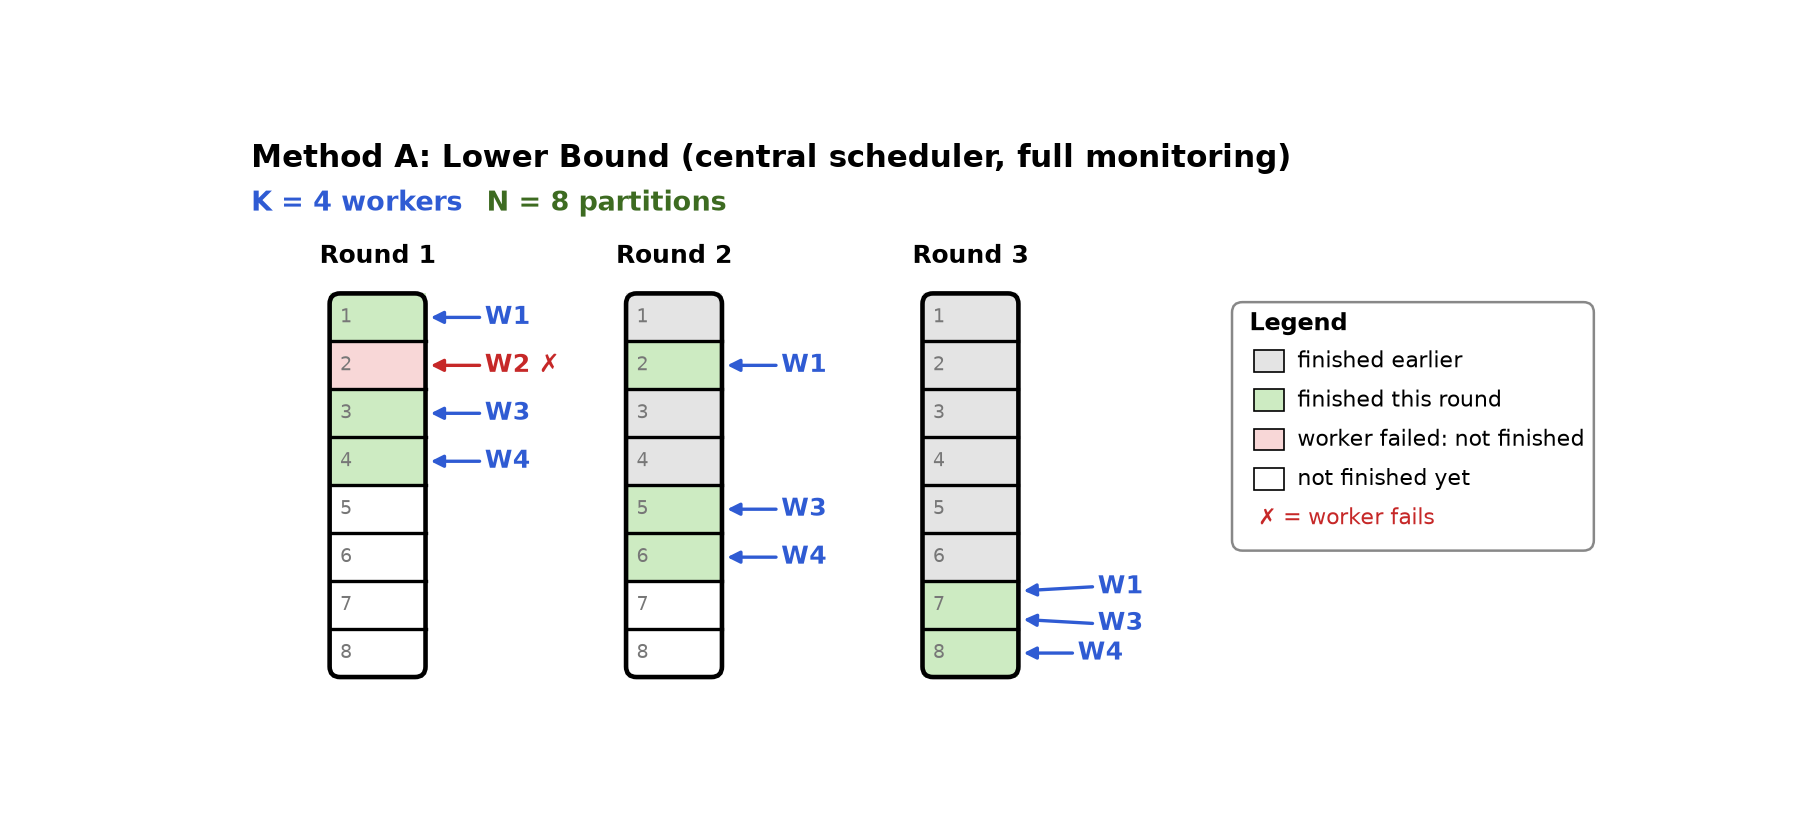 Method A: Lower Bound (central scheduler, full monitoring)
K = 4 workers N = 8 partitions
Round 1
1
W1
2
W2 ✗
3
W3
4
W4
5
6
7
8
Round 2
1
2
W1
3
4
5
W3
6
W4
7
8
Round 3
1
2
3
4
5
6
W1
7
W3
8
W4
Legend
finished earlier
finished this round
worker failed: not finished
not finished yet
✗ = worker fails